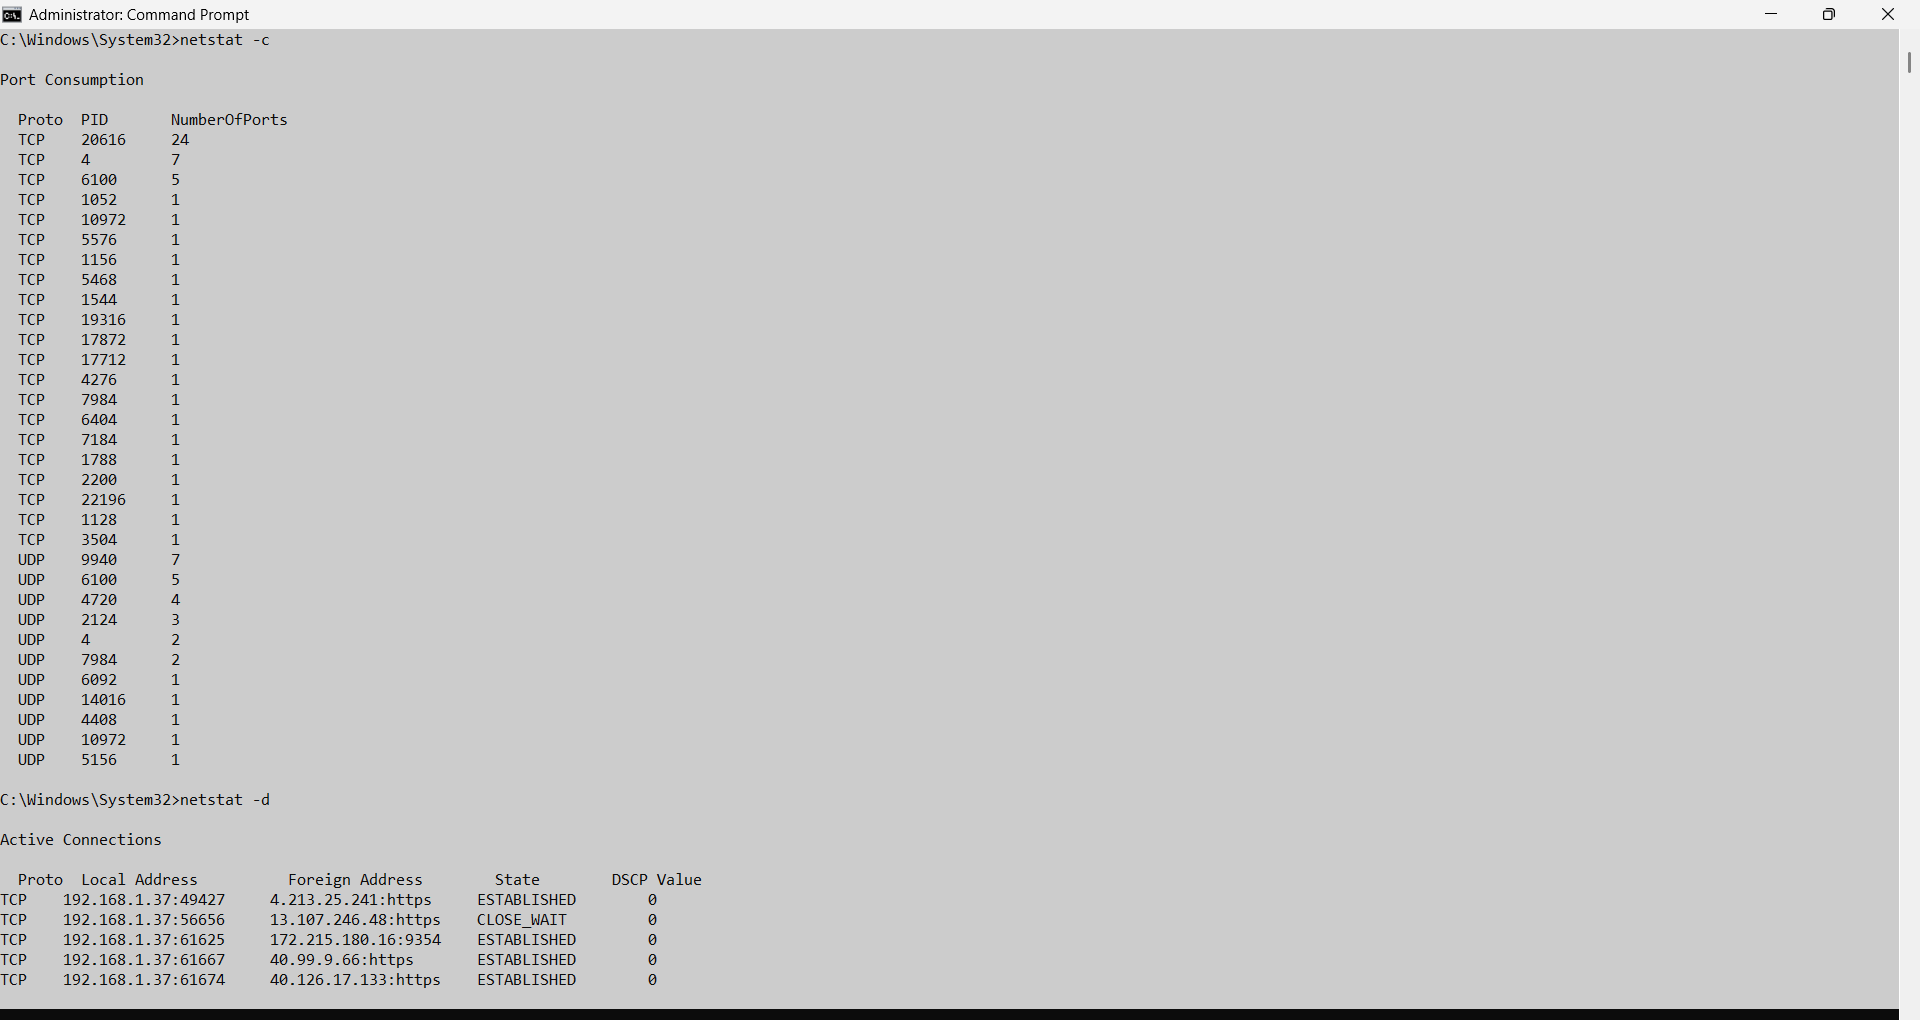 Administrator: Command Prompt
C:\Windows\System32>netstat -c
Port Consumption
Proto PID NumberOfPorts
TCP 20616 24
TCP 4 7
TCP 6100 5
TCP 1052 1
TCP 10972 1
TCP 5576 1
TCP 1156 1
TCP 5468 1
TCP 1544 1
TCP 19316 1
TCP 17872 1
TCP 17712 1
TCP 4276 1
TCP 7984 1
TCP 6404 1
TCP 7184 1
TCP 1788 1
TCP 2200 1
TCP 22196 1
TCP 1128 1
TCP 3504 1
UDP 9940 7
UDP 6100 5
UDP 4720 4
UDP 2124 3
UDP 4 2
UDP 7984 2
UDP 6092 1
UDP 14016 1
UDP 4408 1
UDP 10972 1
UDP 5156 1
C:\Windows\System32>netstat -d
Active Connections
Proto Local Address Foreign Address State DSCP Value
TCP 192.168.1.37:49427 4.213.25.241:https ESTABLISHED 0
TCP 192.168.1.37:56656 13.107.246.48:https CLOSE_WAIT 0
TCP 192.168.1.37:61625 172.215.180.16:9354 ESTABLISHED 0
TCP 192.168.1.37:61667 40.99.9.66:https ESTABLISHED 0
TCP 192.168.1.37:61674 40.126.17.133:https ESTABLISHED 0